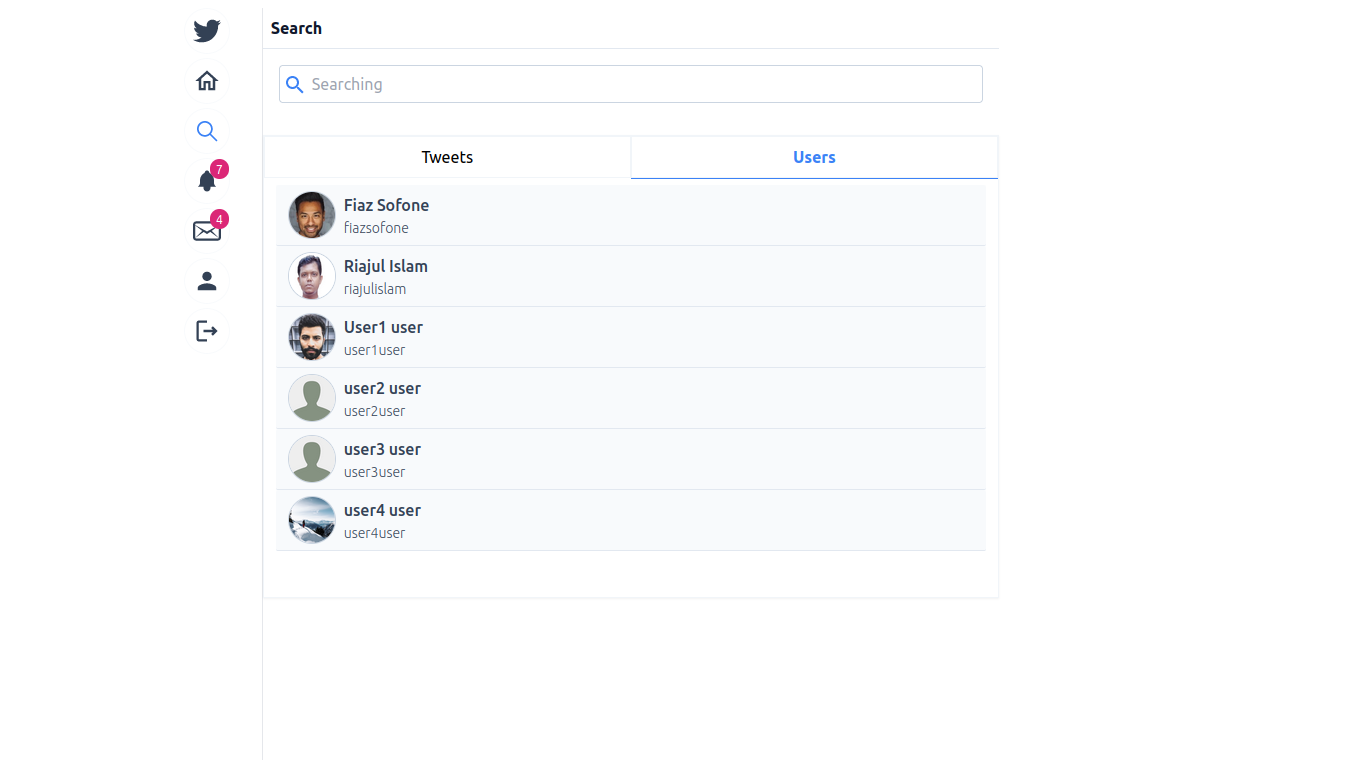 Search
Searching
7
4
Tweets
Users
Fiaz Sofone
fiazsofone
Riajul Islam
riajulislam
User1 user
user1user
user2 user
user2user
user3 user
user3user
user4 user
user4user